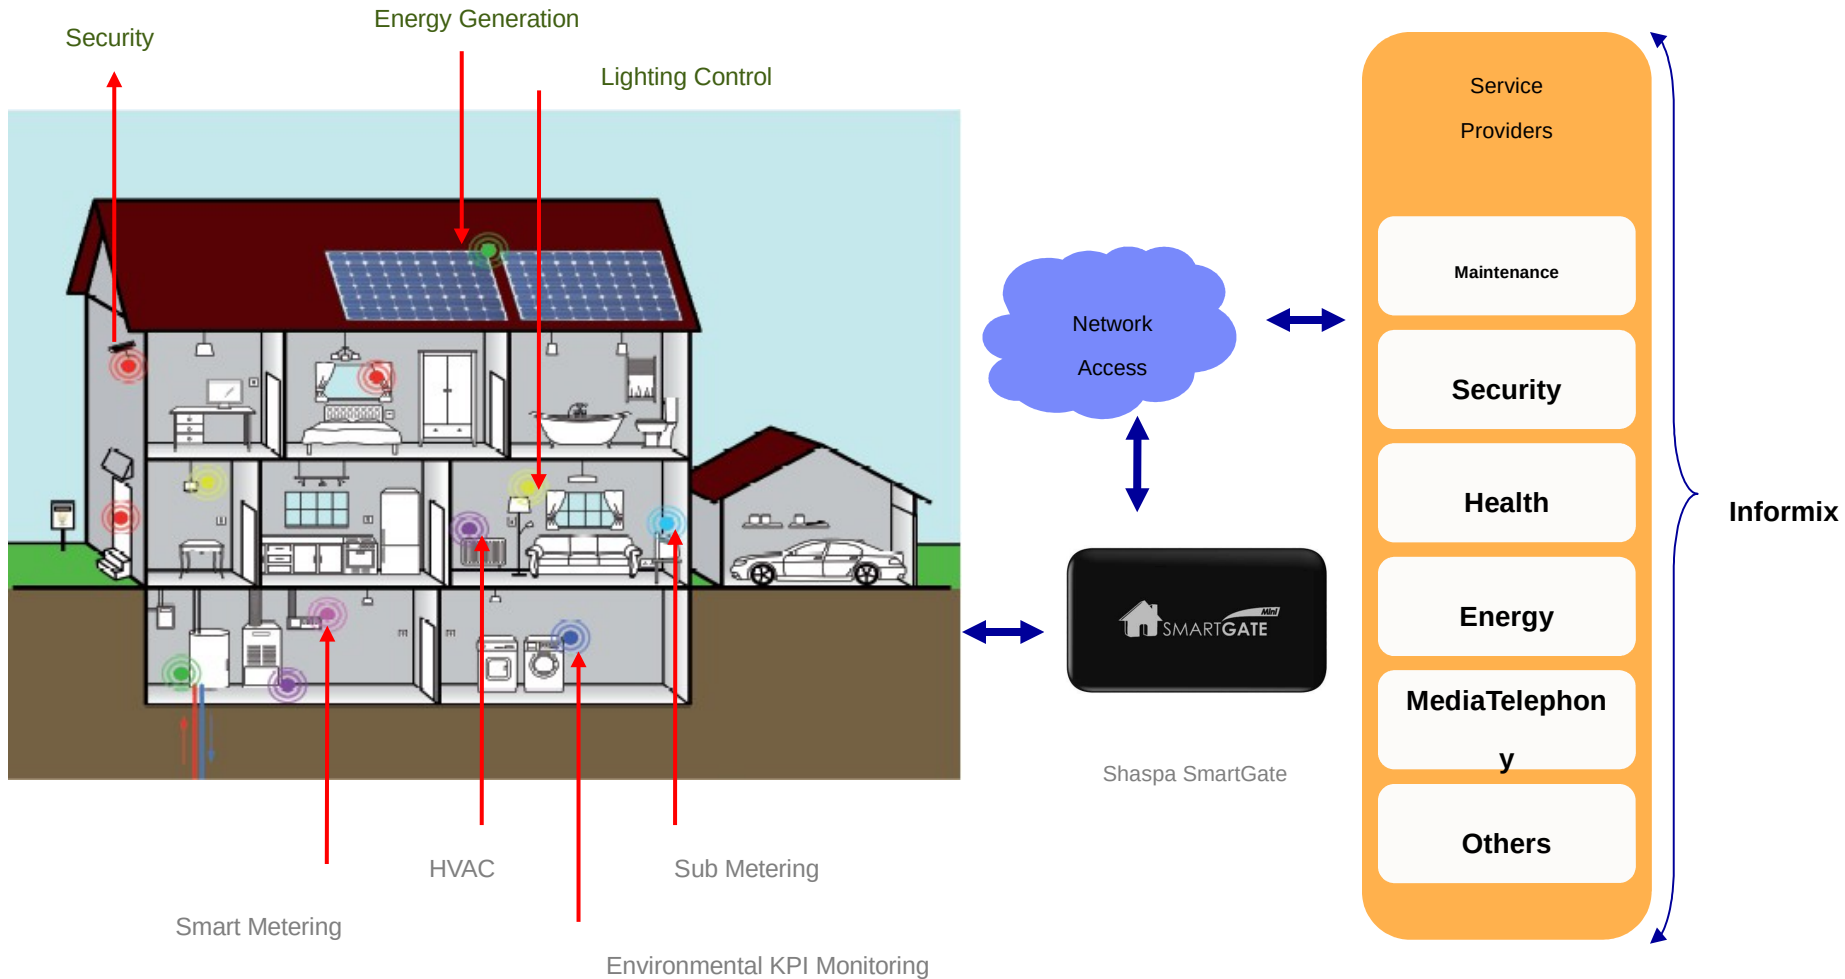 Energy Generation
Security
Lighting Control
Service
Providers
Maintenance
Network
Access
Security
Health
Informix
Energy
Mini
SMARTGATE
MediaTelephon
y
Shaspa SmartGate
Others
HVAC
Sub Metering
Smart Metering
Environmental KPI Monitoring